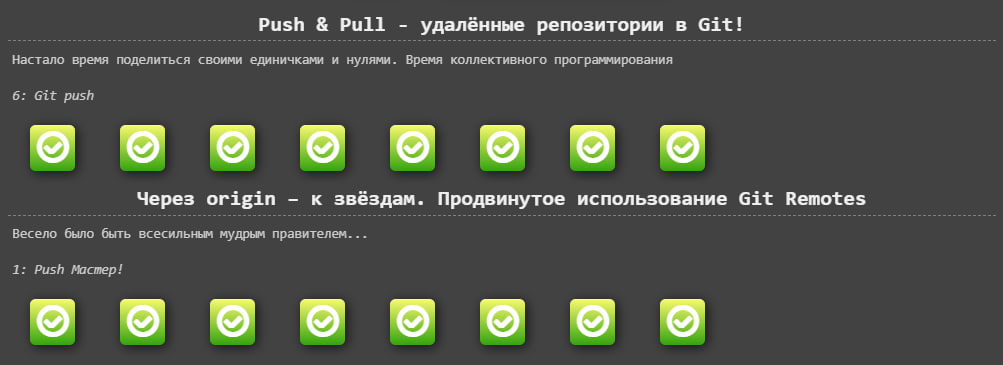 Push & Pull - удалённые репозитории в Git!
Настало время поделиться своими единичками и нулями. Время коллективного программирования
6: Git push
Через origin – к звёздам. Продвинутое использование Git Remotes
Весело было быть всесильным мудрым правителем...
1: Push Мастер!